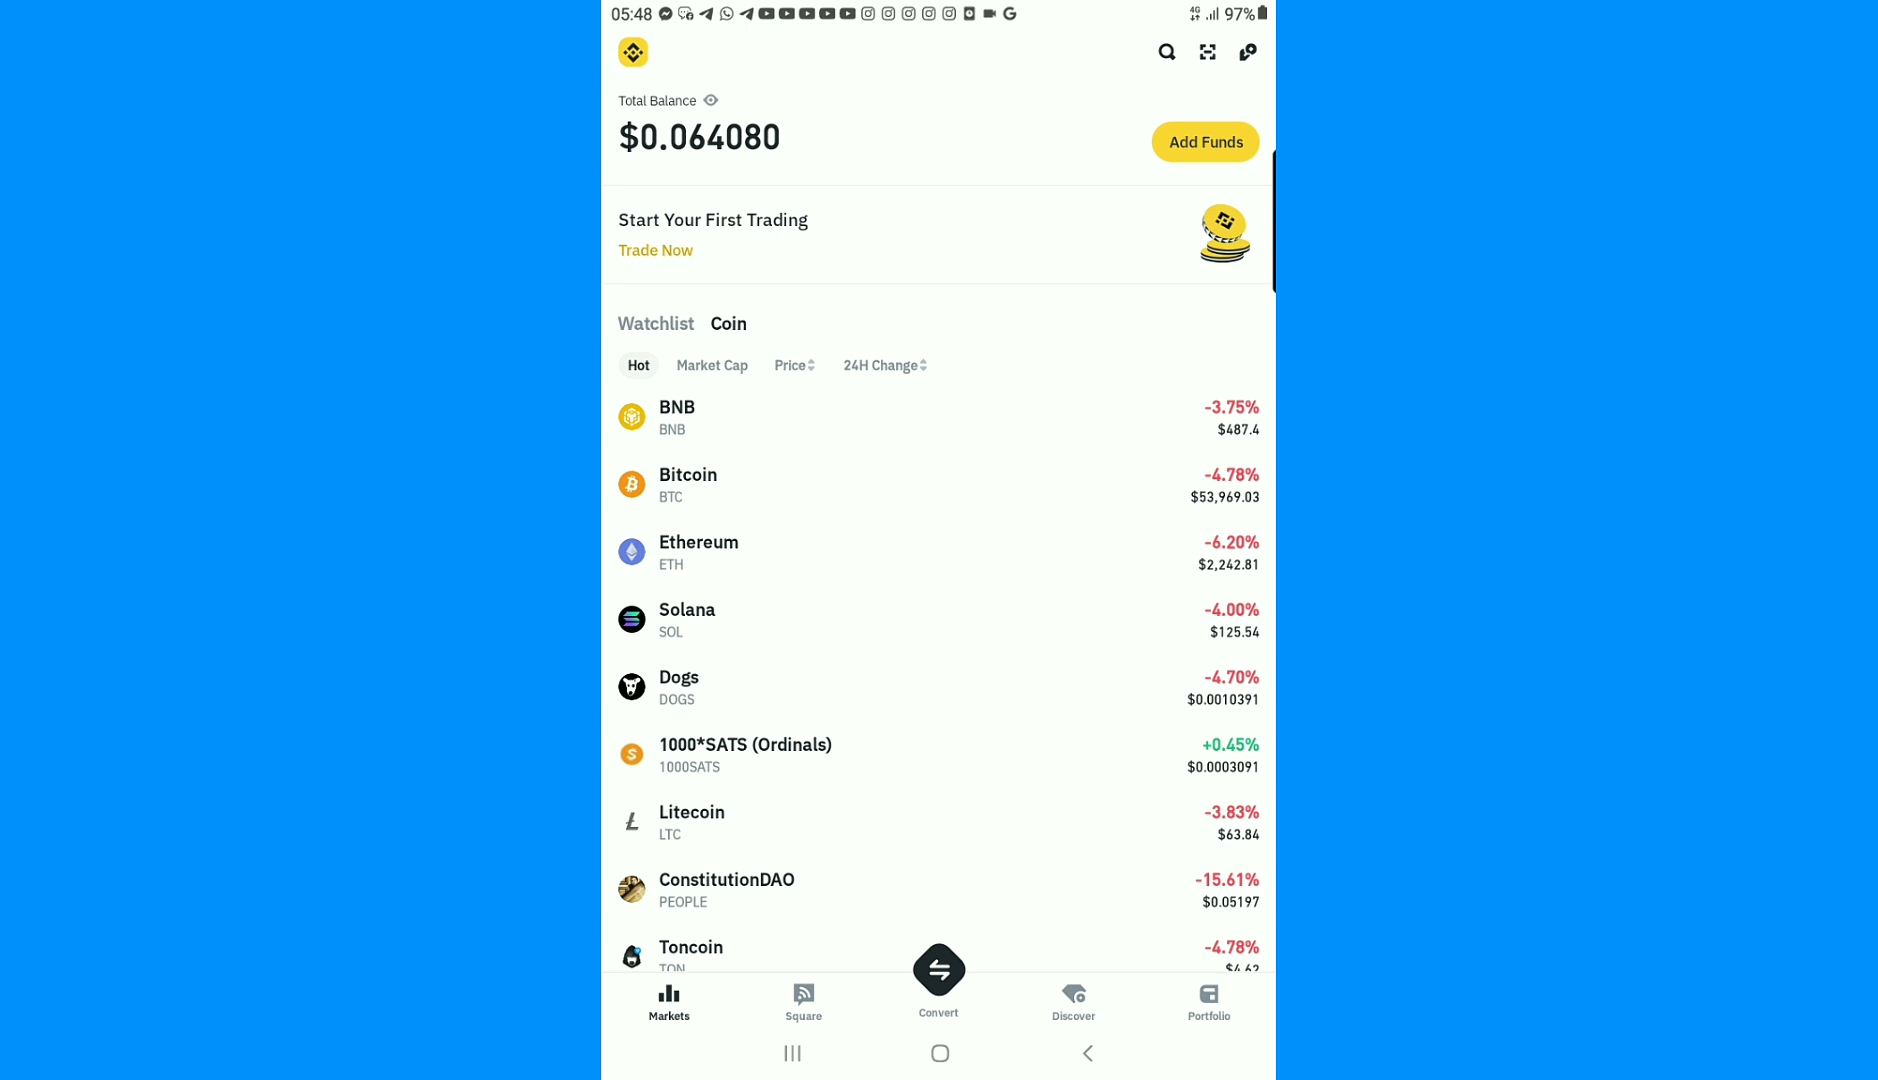 05:48 4G 97%
Total Balance
$0.064080
Add Funds
Start Your First Trading
Trade Now
Watchlist Coin
Hot Market Cap Price 24H Change
BNB -3.75%
BNB $487.4
Bitcoin -4.78%
BTC $53,969.03
Ethereum -6.20%
ETH $2,242.81
Solana -4.00%
SOL $125.54
Dogs -4.70%
DOGS $0.0010391
1000*SATS (Ordinals) +0.45%
1000SATS $0.0003091
Litecoin -3.83%
LTC $63.84
ConstitutionDAO -15.61%
PEOPLE $0.05197
Toncoin -4.78%
TON $4.62
Markets Square Convert Discover Portfolio